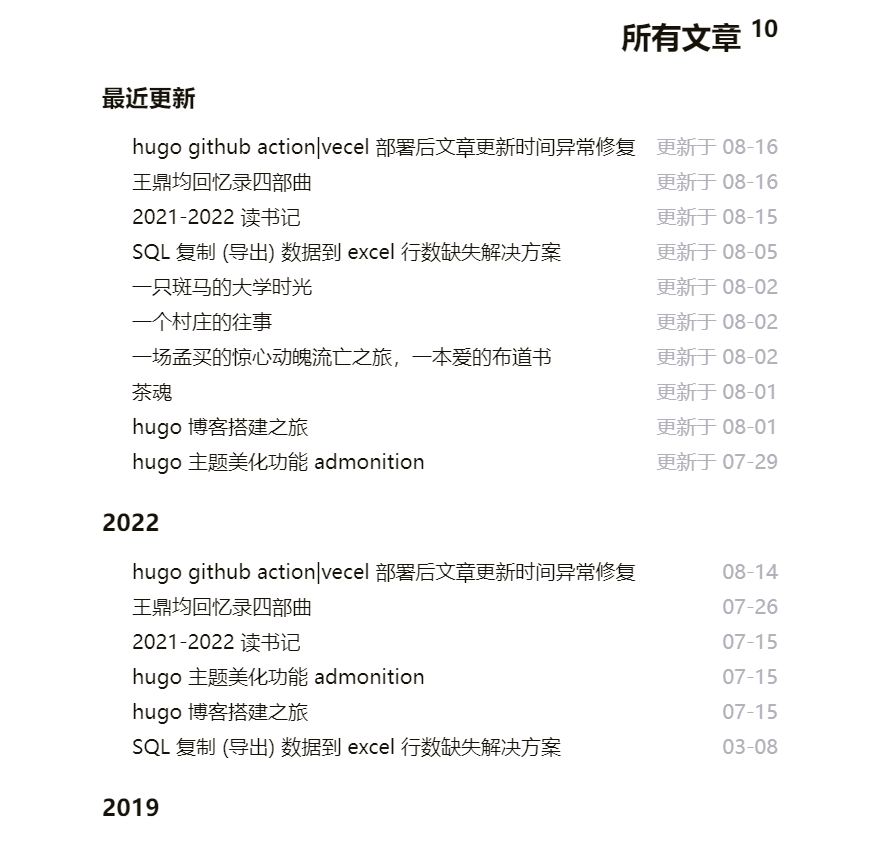 所有文章 10
最近更新
hugo github action|vecel 部署后文章更新时间异常修复 更新于 08-16
王鼎均回忆录四部曲 更新于 08-16
2021-2022 读书记 更新于 08-15
SQL 复制 (导出) 数据到 excel 行数缺失解决方案 更新于 08-05
一只斑马的大学时光 更新于 08-02
一个村庄的往事 更新于 08-02
一场孟买的惊心动魄流亡之旅，一本爱的布道书 更新于 08-02
茶魂 更新于 08-01
hugo 博客搭建之旅 更新于 08-01
hugo 主题美化功能 admonition 更新于 07-29
2022
hugo github action|vecel 部署后文章更新时间异常修复 08-14
王鼎均回忆录四部曲 07-26
2021-2022 读书记 07-15
hugo 主题美化功能 admonition 07-15
hugo 博客搭建之旅 07-15
SQL 复制 (导出) 数据到 excel 行数缺失解决方案 03-08
2019